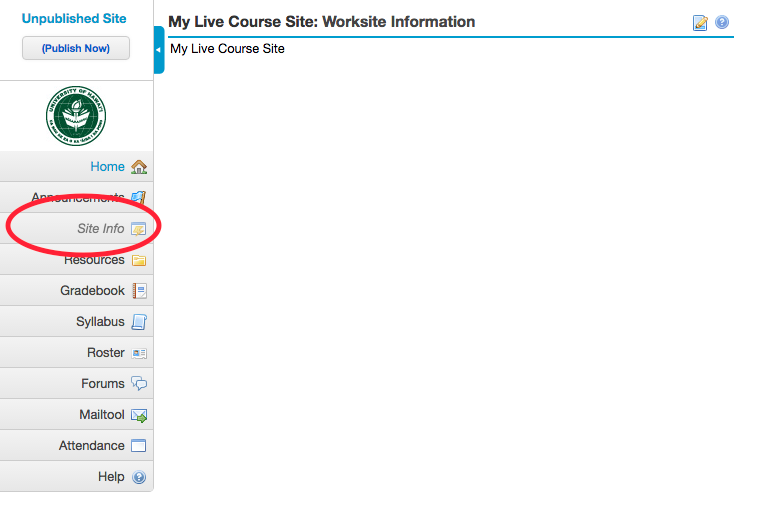 Unpublished Site
(Publish Now)
My Live Course Site: Worksite Information
My Live Course Site
UNIVERSITY OF HAWAI'I
Home
Announcements
Site Info
Resources
Gradebook
Syllabus
Roster
Forums
Mailtool
Attendance
Help